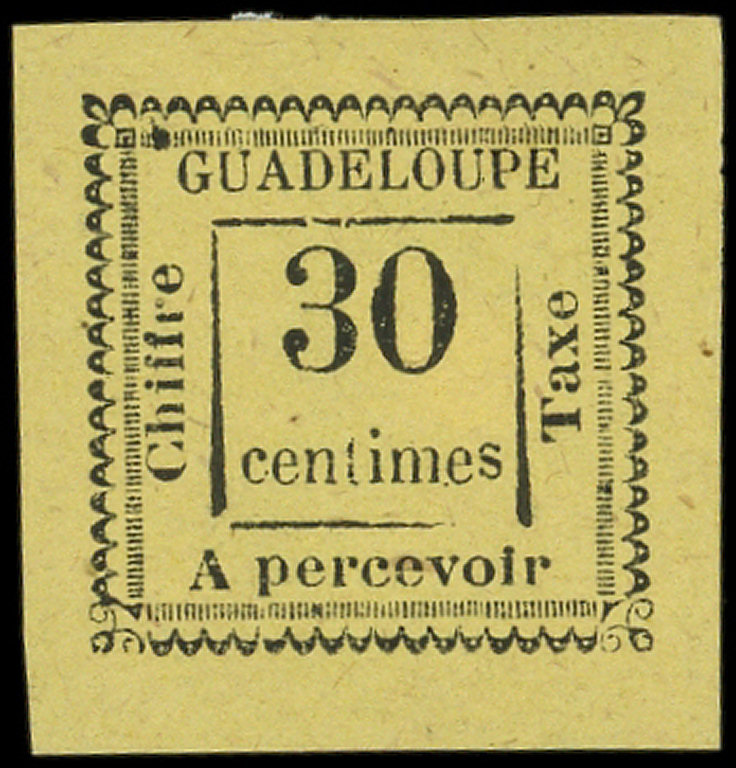 GUADELOUPE
Chiffre
30
centimes
Taxe
A percevoir